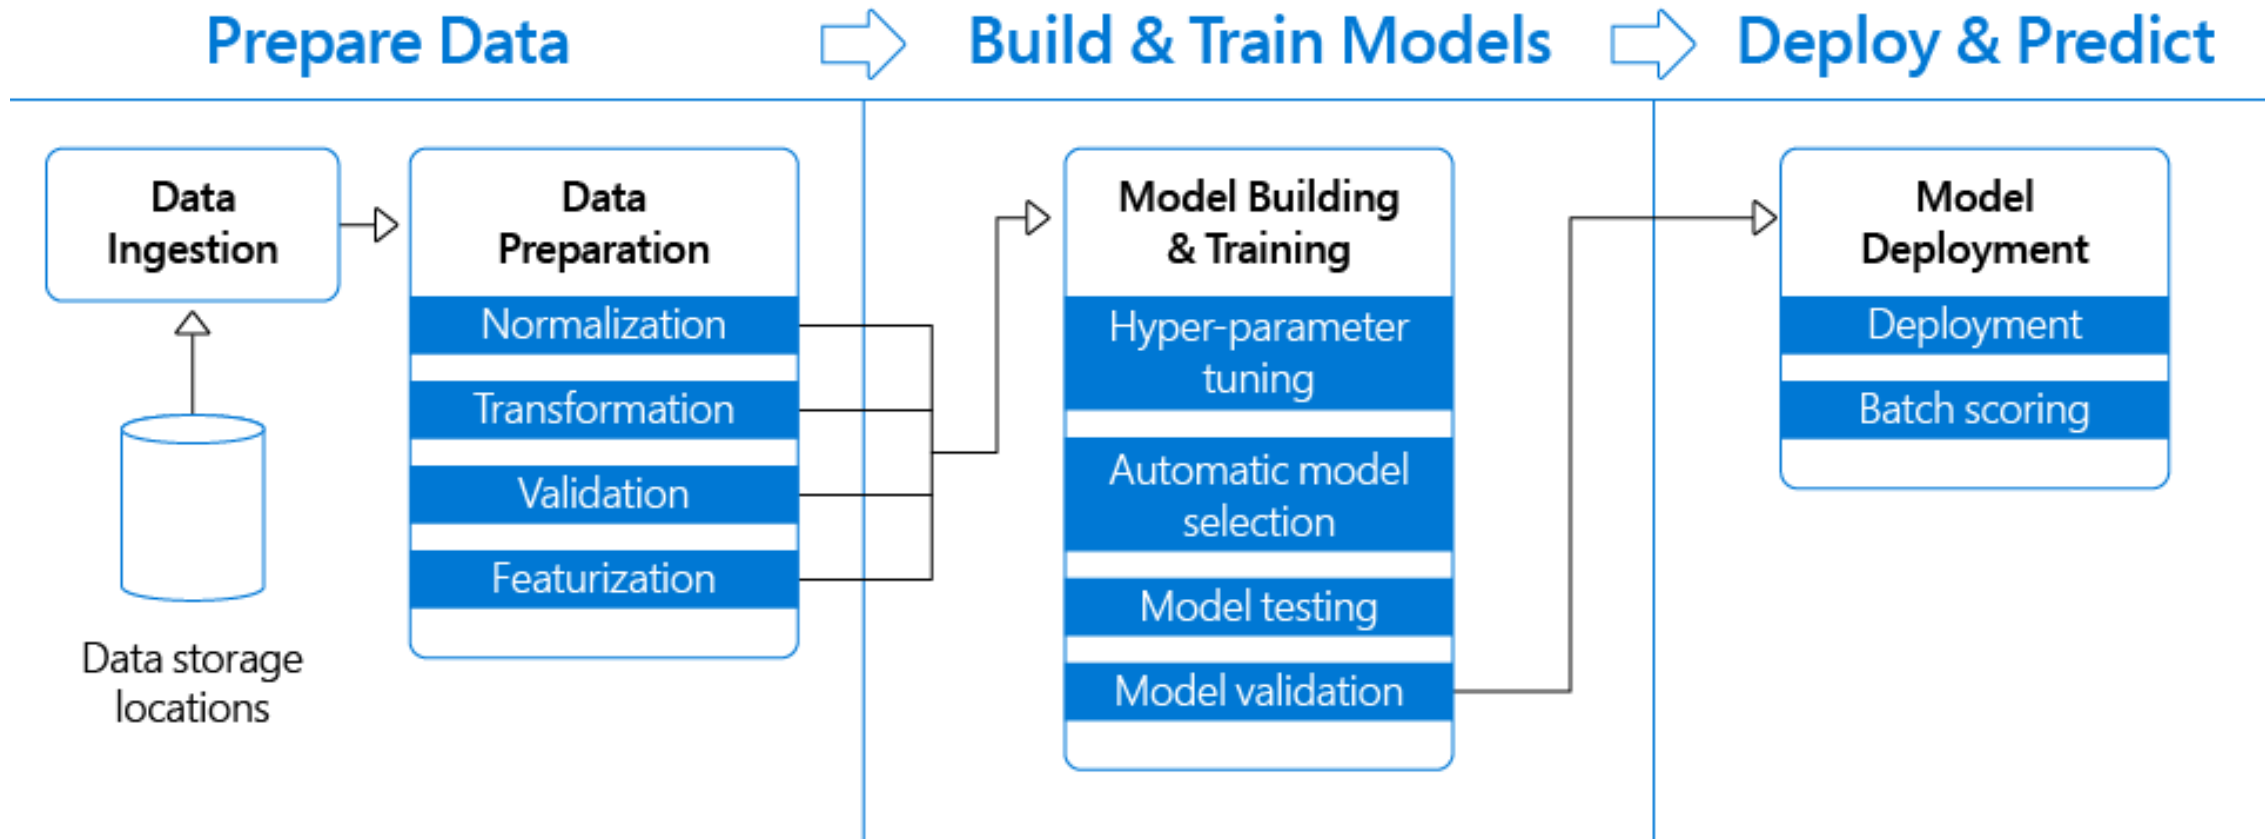 Prepare Data
Build & Train Models
Deploy & Predict
Data
Ingestion
Data storage
locations
Data
Preparation
Normalization
Transformation
Validation
Featurization
Model Building
& Training
Hyper-parameter
tuning
Automatic model
selection
Model testing
Model validation
Model
Deployment
Deployment
Batch scoring